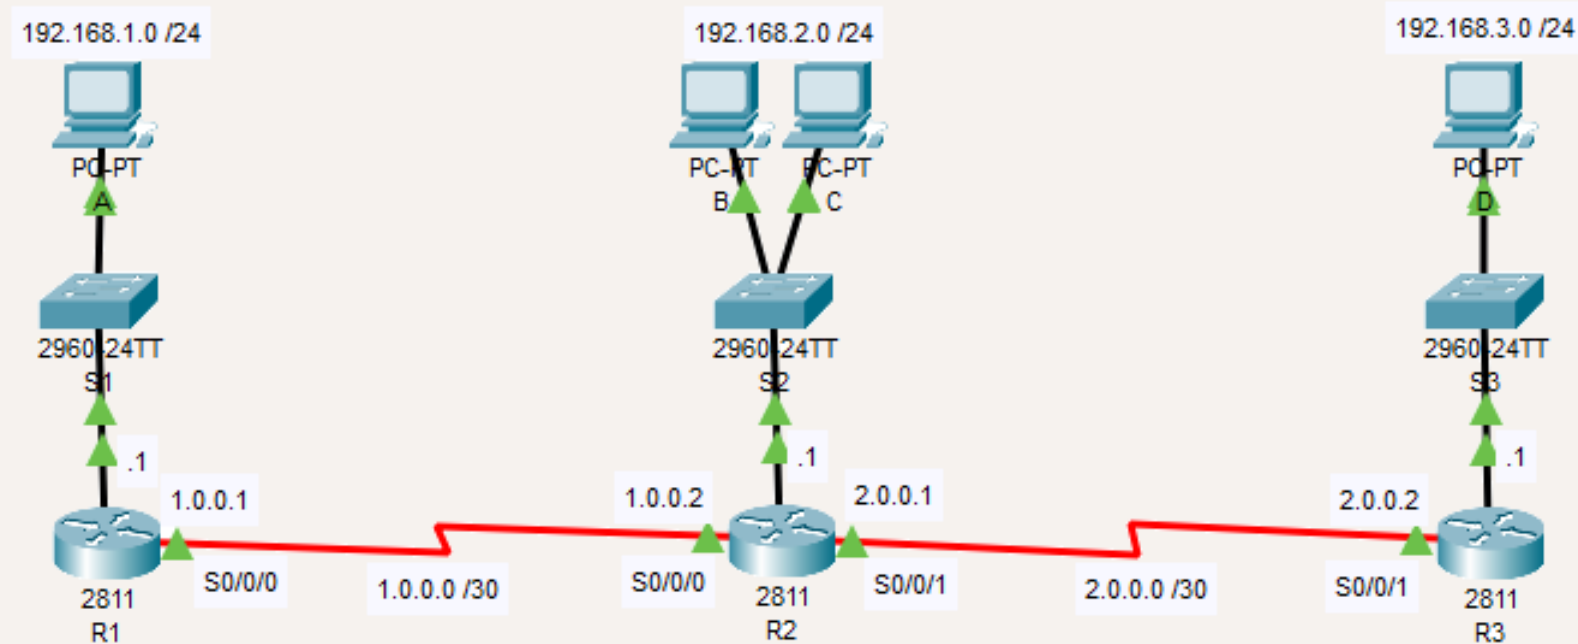 192.168.1.0 /24
192.168.2.0 /24
192.168.3.0 /24
PC-PT
A
PC-PT
B
PC-PT
C
PC-PT
D
2960-24TT
S1
2960-24TT
S2
2960-24TT
S3
.1
.1
.1
1.0.0.1
1.0.0.2
2.0.0.1
2.0.0.2
S0/0/0
1.0.0.0 /30
S0/0/0
S0/0/1
2.0.0.0 /30
S0/0/1
2811
R1
2811
R2
2811
R3